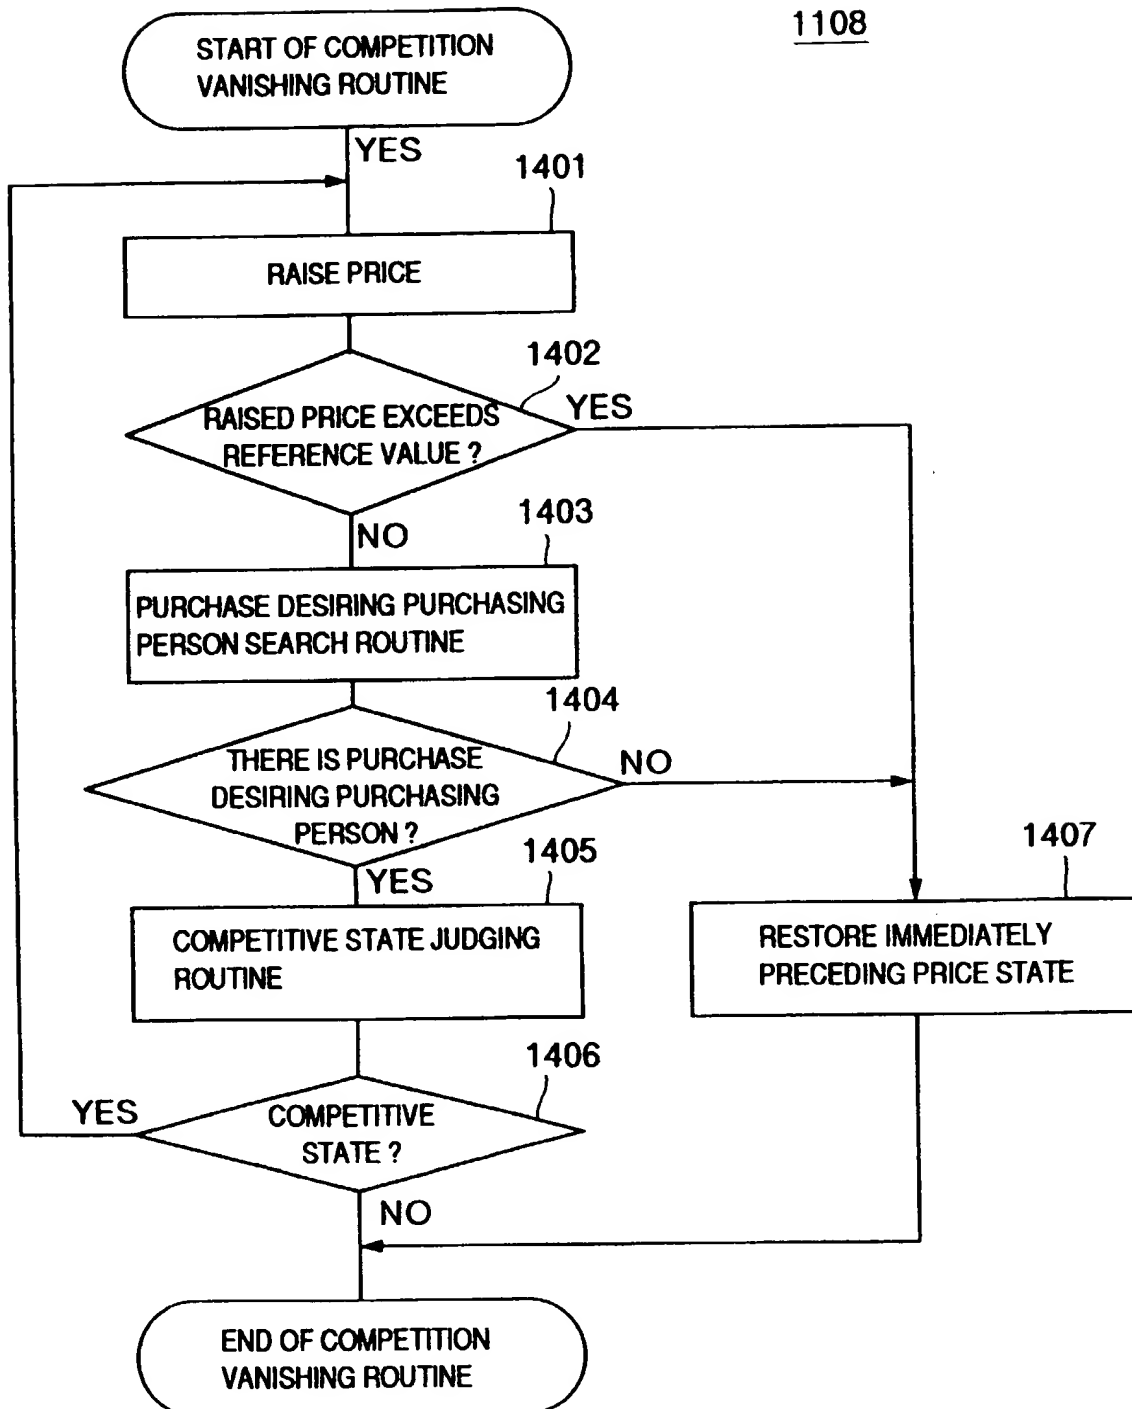 1108
START OF COMPETITION
VANISHING ROUTINE
YES
1401
RAISE PRICE
1402
RAISED PRICE EXCEEDS
REFERENCE VALUE ?
YES
NO
1403
PURCHASE DESIRING PURCHASING
PERSON SEARCH ROUTINE
1404
THERE IS PURCHASE
DESIRING PURCHASING
PERSON ?
NO
YES
1405
COMPETITIVE STATE JUDGING
ROUTINE
1407
RESTORE IMMEDIATELY
PRECEDING PRICE STATE
1406
COMPETITIVE
STATE ?
YES
NO
END OF COMPETITION
VANISHING ROUTINE